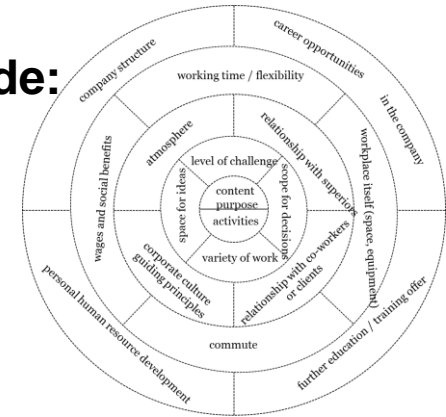 de:
company structure
career opportunities
in the company
working time / flexibility
atmosphere
relationship with superiors
wages and social benefits
workplace itself (space, equipment)
level of challenge
space for ideas
scope for decisions
content
purpose
activities
variety of work
corporate culture
guiding principles
relationship with co-workers
or clients
commute
personal human resource development
further education / training offer